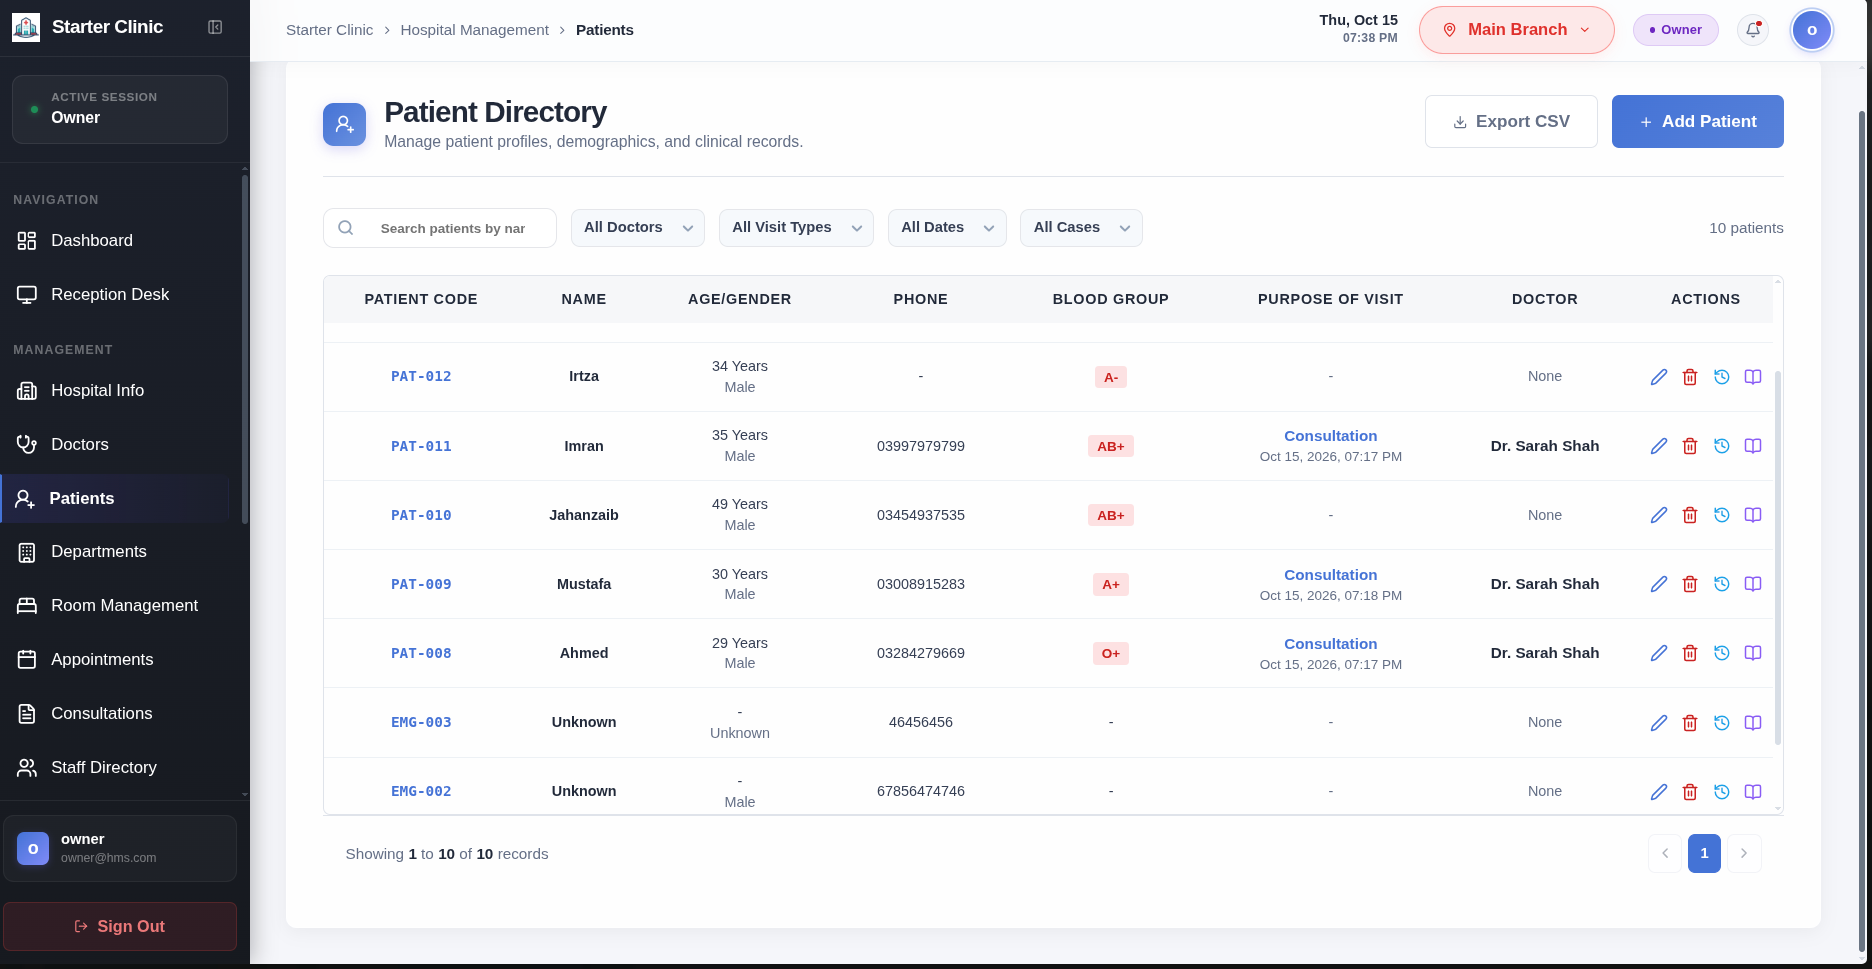 Starter Clinic
Starter Clinic > Hospital Management > Patients
Thu, Oct 15
07:38 PM
Main Branch
Owner
o
ACTIVE SESSION
Owner
NAVIGATION
Dashboard
Reception Desk
MANAGEMENT
Hospital Info
Doctors
Patients
Departments
Room Management
Appointments
Consultations
Staff Directory
o
owner
owner@hms.com
Sign Out
Patient Directory
Manage patient profiles, demographics, and clinical records.
Export CSV
+ Add Patient
Search patients by nar
All Doctors
All Visit Types
All Dates
All Cases
10 patients
PATIENT CODE NAME AGE/GENDER PHONE BLOOD GROUP PURPOSE OF VISIT DOCTOR ACTIONS
PAT-012 Irtza 34 Years - A- - None
Male
PAT-011 Imran 35 Years 03997979799 AB+ Consultation Dr. Sarah Shah
Male Oct 15, 2026, 07:17 PM
PAT-010 Jahanzaib 49 Years 03454937535 AB+ - None
Male
PAT-009 Mustafa 30 Years 03008915283 A+ Consultation Dr. Sarah Shah
Male Oct 15, 2026, 07:18 PM
PAT-008 Ahmed 29 Years 03284279669 O+ Consultation Dr. Sarah Shah
Male Oct 15, 2026, 07:17 PM
EMG-003 Unknown - 46456456 - - None
Unknown
EMG-002 Unknown - 67856474746 - - None
Male
Showing 1 to 10 of 10 records
1